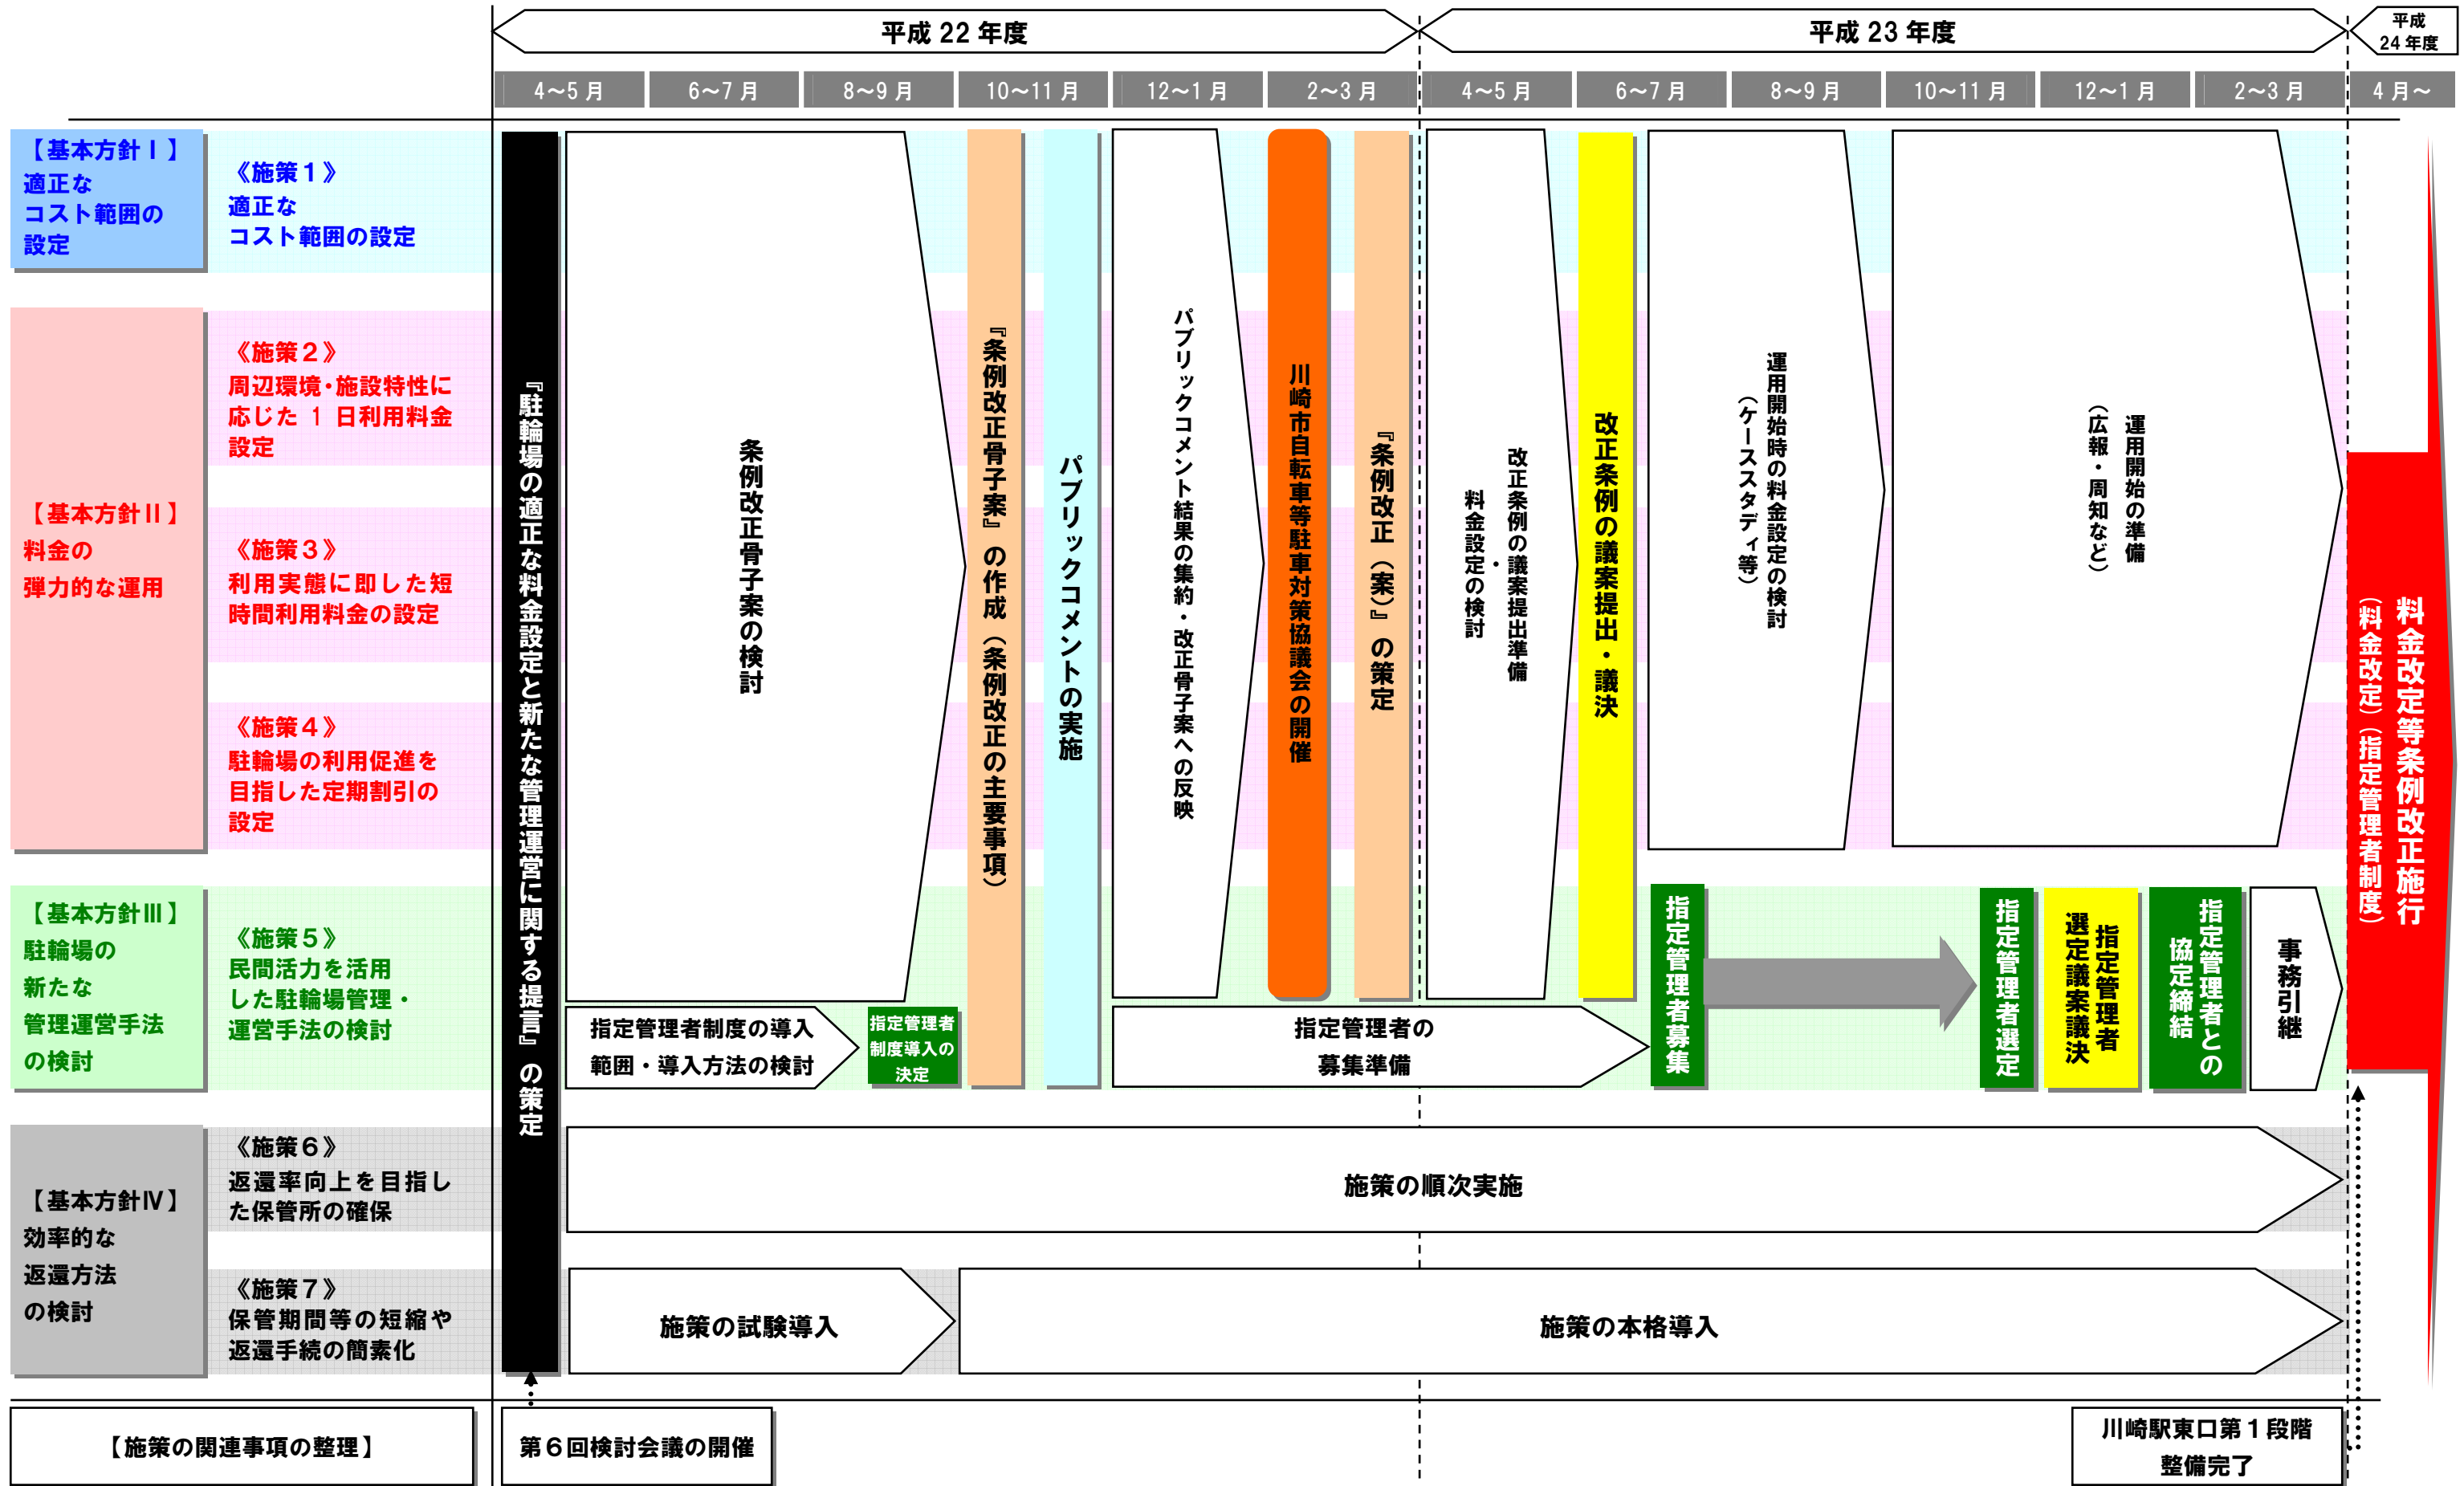 平成 22 年度
平成 23 年度
平成
24 年度
4～5 月
6～7 月
8～9 月
10～11 月
12～1 月
2～3 月
4～5 月
6～7 月
8～9 月
10～11 月
12～1 月
2～3 月
4 月～
【基本方針Ⅰ】
適正な
コスト範囲の
設定
《施策１》
適正な
コスト範囲の設定
【基本方針Ⅱ】
料金の
弾力的な運用
《施策２》
周辺環境・施設特性に
応じた 1 日利用料金
設定
《施策３》
利用実態に即した短
時間利用料金の設定
《施策４》
駐輪場の利用促進を
目指した定期割引の
設定
【基本方針Ⅲ】
駐輪場の
新たな
管理運営手法
の検討
《施策５》
民間活力を活用
した駐輪場管理・
運営手法の検討
【基本方針Ⅳ】
効率的な
返還方法
の検討
《施策６》
返還率向上を目指し
た保管所の確保
《施策７》
保管期間等の短縮や
返還手続の簡素化
『駐輪場の適正な料金設定と新たな管理運営に関する提言』の策定
条例改正骨子案の検討
『条例改正骨子案』の作成（条例改正の主要事項）
パブリックコメントの実施
パブリックコメント結果の集約・改正骨子案への反映
川崎市自転車等駐車対策協議会の開催
『条例改正（案）』の策定
改正条例の議案提出準備
・
料金設定の検討
改正条例の議案提出・議決
運用開始時の料金設定の検討
（ケーススタディ等）
運用開始の準備
（広報・周知など）
料金改定等条例改正施行
（料金改定）（指定管理者制度）
指定管理者制度の導入
範囲・導入方法の検討
指定管理者
制度導入の
決定
指定管理者の
募集準備
指定管理者募集
指定管理者選定
指定管理者
選定議案議決
指定管理者との
協定締結
事務引継
施策の順次実施
施策の試験導入
施策の本格導入
【施策の関連事項の整理】
第６回検討会議の開催
川崎駅東口第１段階
整備完了